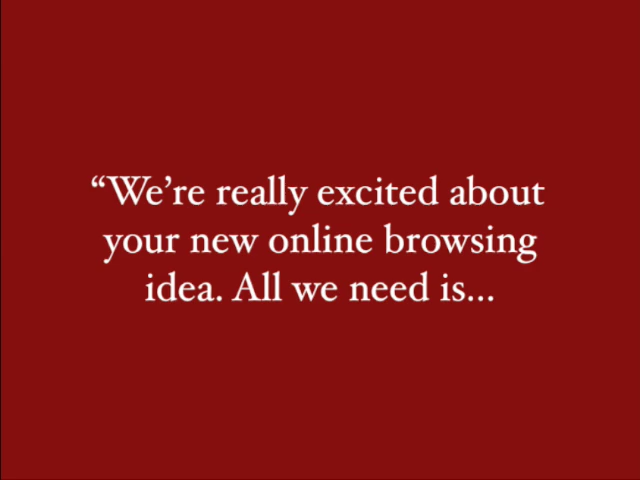 “We’re really excited about
your new online browsing
idea. All we need is...